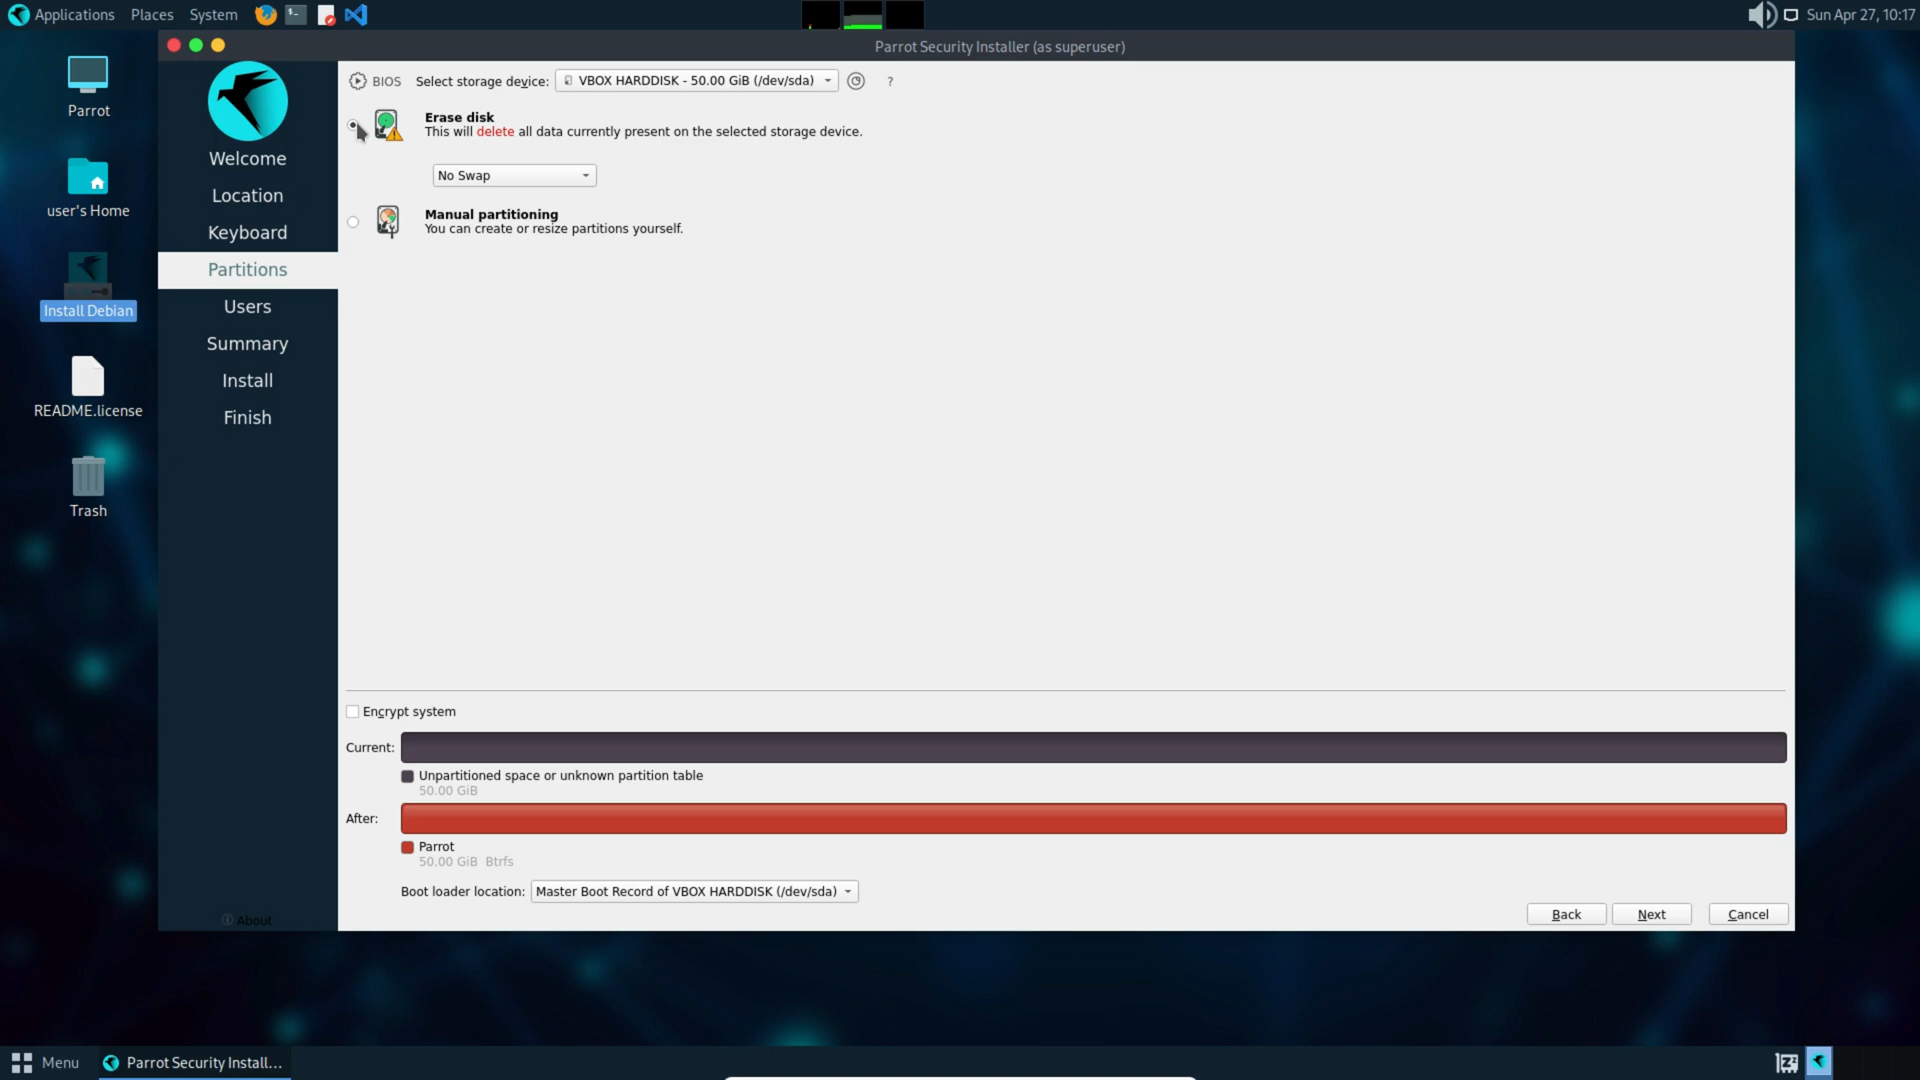 Applications Places System
Sun Apr 27, 10:17
Parrot Security Installer (as superuser)
Parrot
user's Home
Install Debian
README.license
Trash
Welcome
Location
Keyboard
Partitions
Users
Summary
Install
Finish
About
BIOS Select storage device: VBOX HARDDISK - 50.00 GiB (/dev/sda) ?
Erase disk
This will delete all data currently present on the selected storage device.
No Swap
Manual partitioning
You can create or resize partitions yourself.
Encrypt system
Current:
Unpartitioned space or unknown partition table
50.00 GiB
After:
Parrot
50.00 GiB Btrfs
Boot loader location: Master Boot Record of VBOX HARDDISK (/dev/sda)
Back Next Cancel
Menu Parrot Security Install...